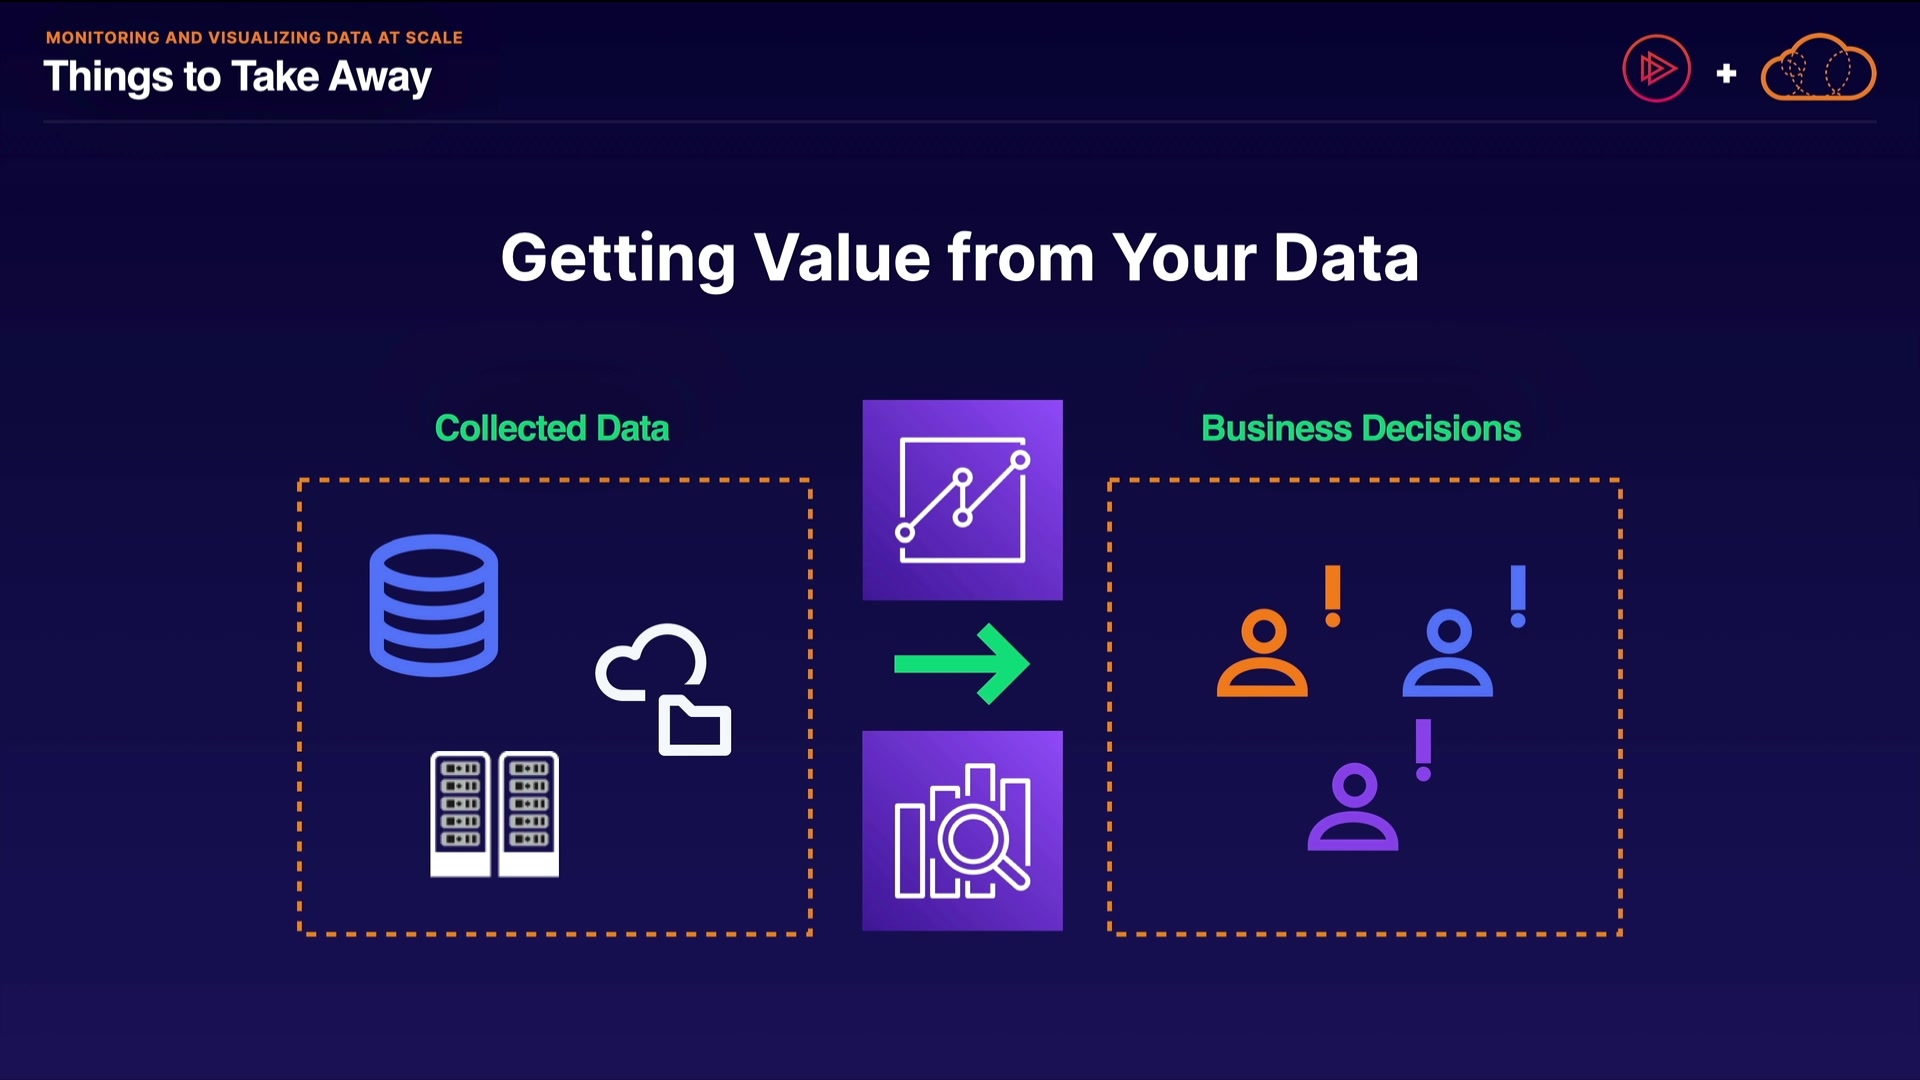 MONITORING AND VISUALIZING DATA AT SCALE
Things to Take Away
Getting Value from Your Data
Collected Data
Business Decisions